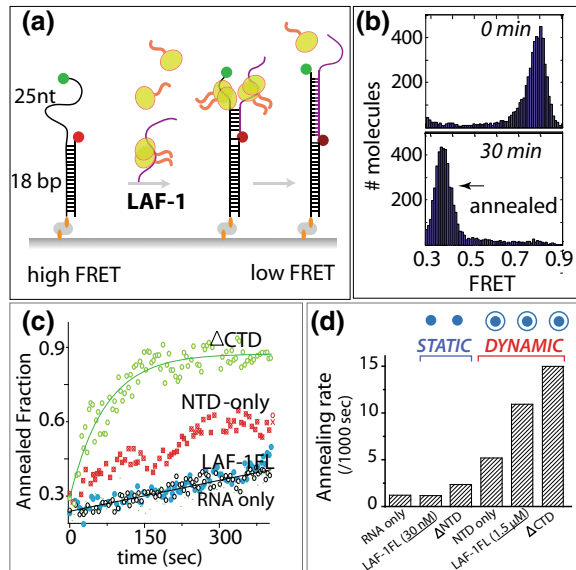 (a)
25nt
18 bp
LAF-1
high FRET
low FRET
(b)
# molecules
400
200
0 min
400
200
30 min
annealed
0.3 0.5 0.7 0.9
FRET
(c)
Annealed Fraction
0.9
0.6
0.3
ΔCTD
NTD-only
LAF-1FL
RNA only
0 150 300
time (sec)
(d)
STATIC DYNAMIC
Annealing rate
(/1000 sec)
15
10
5
0
RNA only
LAF-1FL (30 nM)
ΔNTD
NTD only
LAF-1FL (1.5 μM)
ΔCTD